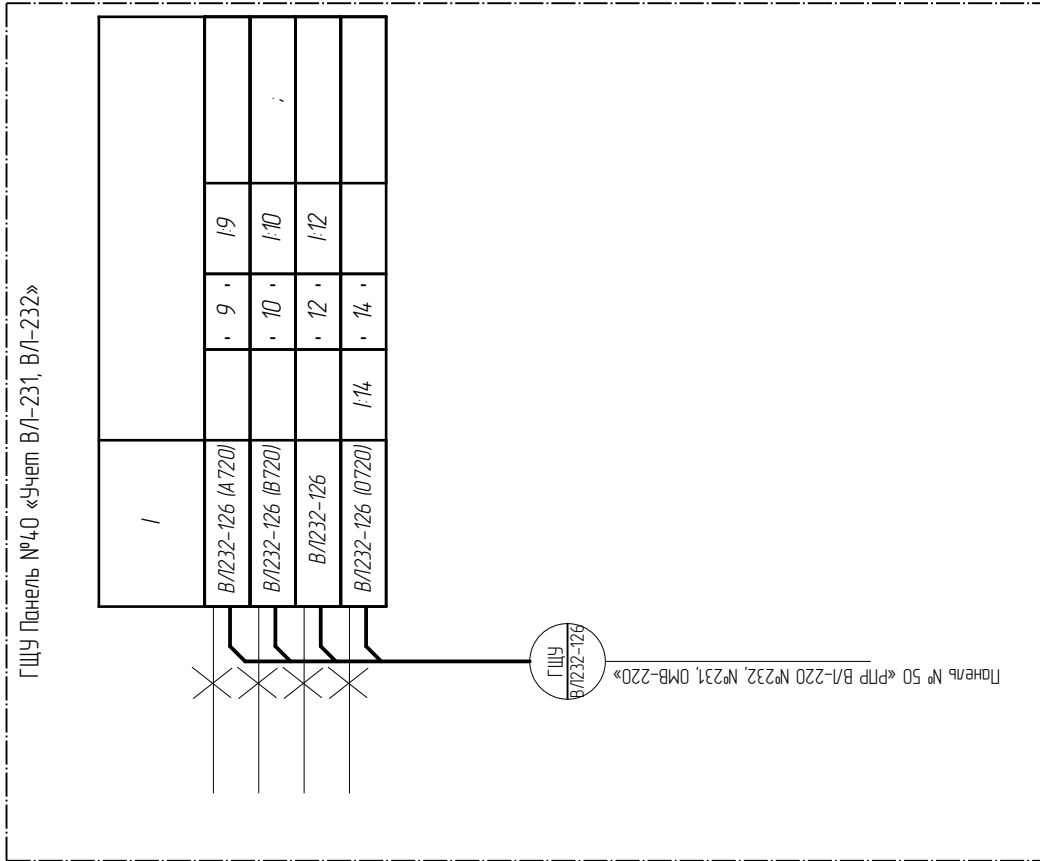 ГЩУ Панель №40 «Учет ВЛ-231, ВЛ-232»
I
ВЛ232-126 (А720) - 9 - I:9
ВЛ232-126 (В720) - 10 - I:10 ;
ВЛ232-126 - 12 - I:12
ВЛ232-126 (0720) I:14 - 14 -
ГЩУ
ВЛ232-126
Панель № 50 «РПР ВЛ-220 №232, №231, ОМВ-220»